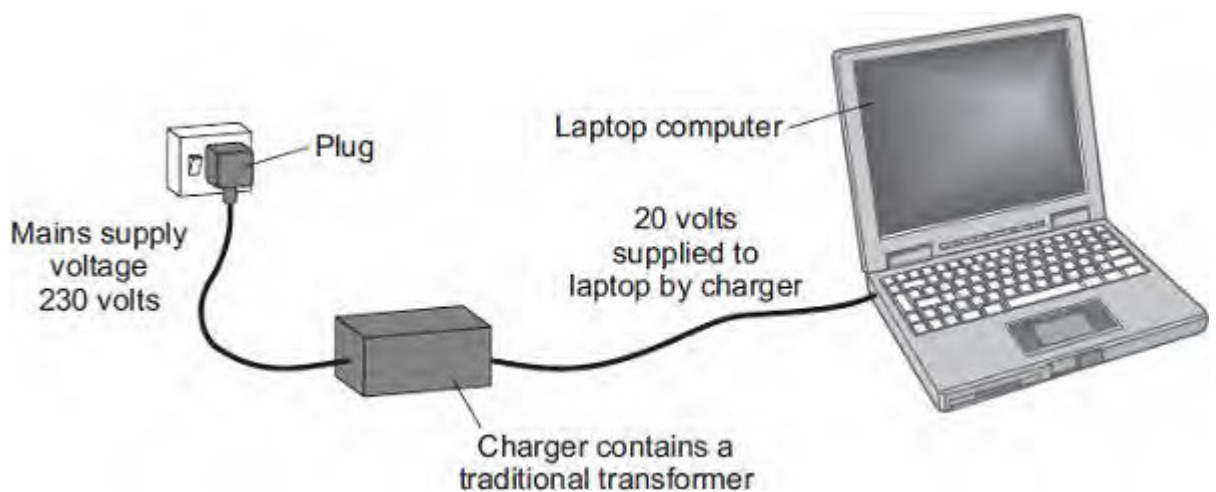 Laptop computer
Plug
Mains supply
voltage
230 volts
20 volts
supplied to
laptop by charger
Charger contains a
traditional transformer